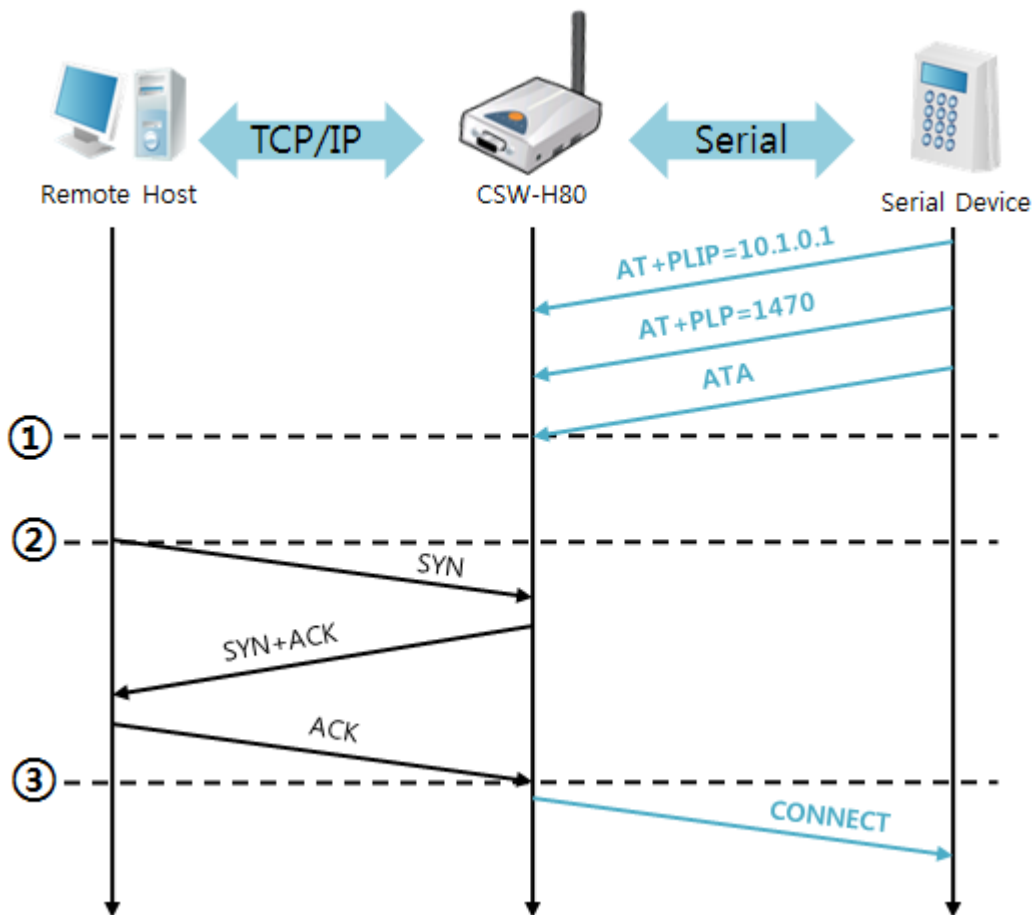 TCP/IP
Serial
Remote Host
CSW-H80
Serial Device
AT+PLIP=10.1.0.1
AT+PLP=1470
ATA
①
②
SYN
SYN+ACK
ACK
③
CONNECT